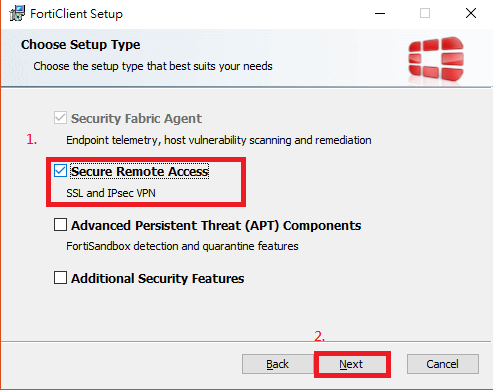 FortiClient Setup
Choose Setup Type
Choose the setup type that best suits your needs
Security Fabric Agent
1.
Endpoint telemetry, host vulnerability scanning and remediation
Secure Remote Access
SSL and IPsec VPN
Advanced Persistent Threat (APT) Components
FortiSandbox detection and quarantine features
Additional Security Features
2.
Back
Next
Cancel